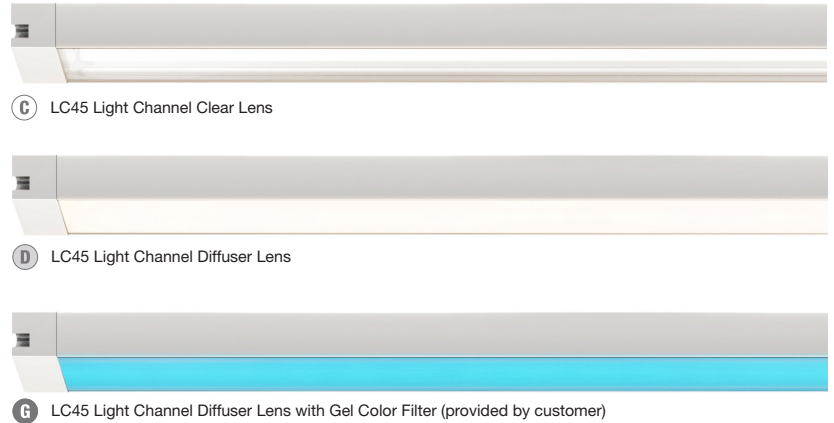 C LC45 Light Channel Clear Lens
D LC45 Light Channel Diffuser Lens
G LC45 Light Channel Diffuser Lens with Gel Color Filter (provided by customer)